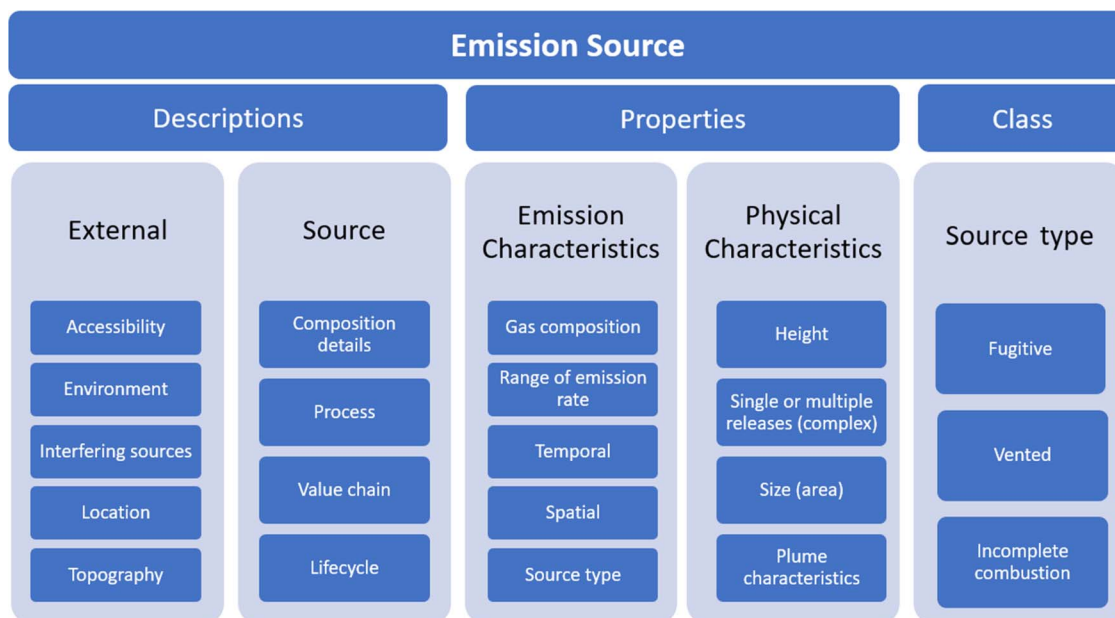 Emission Source
Descriptions
Properties
Class
External
Accessibility
Environment
Interfering sources
Location
Topography
Source
Composition
details
Process
Value chain
Lifecycle
Emission
Characteristics
Gas composition
Range of emission
rate
Temporal
Spatial
Source type
Physical
Characteristics
Height
Single or multiple
releases (complex)
Size (area)
Plume
characteristics
Source type
Fugitive
Vented
Incomplete
combustion